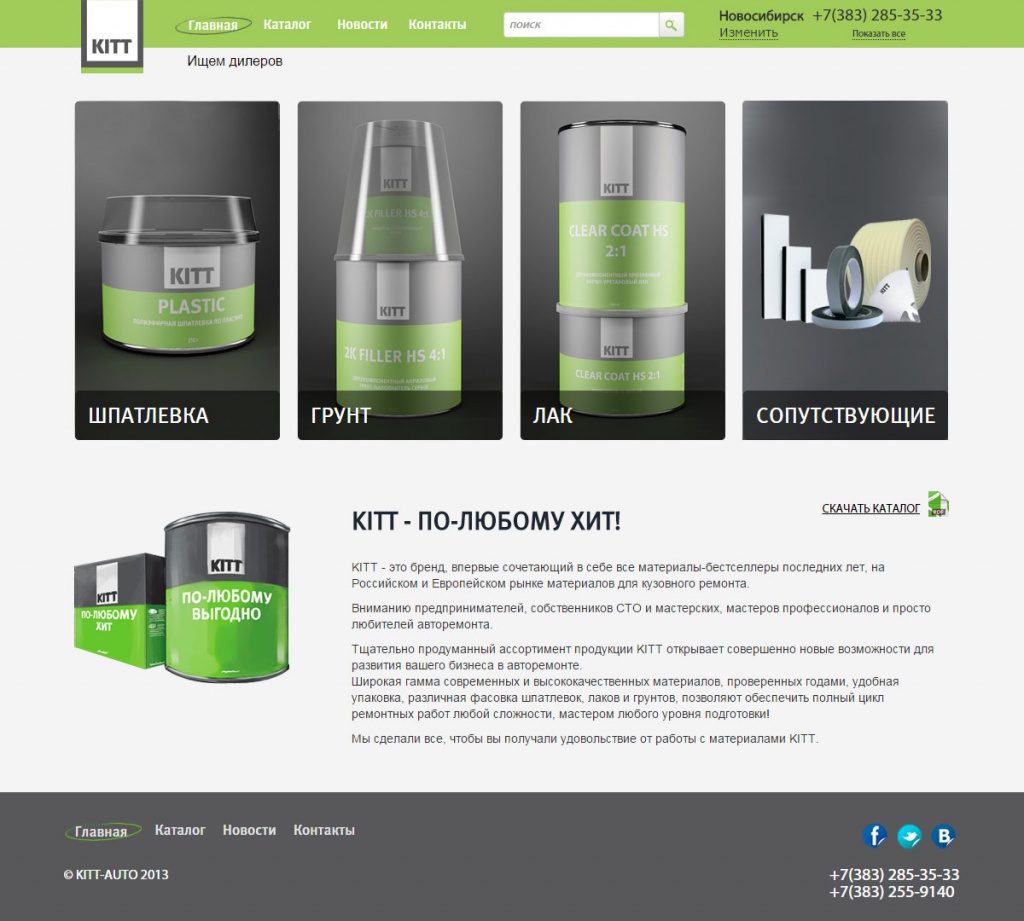 KITT
Главная Каталог Новости Контакты
поиск
Новосибирск +7(383) 285-35-33
Изменить Показать все
Ищем дилеров
KITT
PLASTIC
ПОЛИЭФИРНАЯ ШПАТЛЕВКА ПО ПЛАСТИКУ
ШПАТЛЕВКА
KITT
2K FILLER HS 4:1
KITT
2K FILLER HS 4:1
ГРУНТ
KITT
CLEAR COAT HS
2:1
KITT
CLEAR COAT HS 2:1
ЛАК
KITT
СОПУТСТВУЮЩИЕ
KITT
ПО-ЛЮБОМУ
ХИТ
KITT
ПО-ЛЮБОМУ
ВЫГОДНО
KITT - ПО-ЛЮБОМУ ХИТ!
СКАЧАТЬ КАТАЛОГ
KITT - это бренд, впервые сочетающий в себе все материалы-бестселлеры последних лет, на
Российском и Европейском рынке материалов для кузовного ремонта.
Вниманию предпринимателей, собственников СТО и мастерских, мастеров профессионалов и просто
любителей авторемонта.
Тщательно продуманный ассортимент продукции KITT открывает совершенно новые возможности для
развития вашего бизнеса в авторемонте.
Широкая гамма современных и высококачественных материалов, проверенных годами, удобная
упаковка, различная фасовка шпатлевок, лаков и грунтов, позволяют обеспечить полный цикл
ремонтных работ любой сложности, мастером любого уровня подготовки!
Мы сделали все, чтобы вы получали удовольствие от работы с материалами KITT.
Главная Каталог Новости Контакты
© KITT-AUTO 2013
+7(383) 285-35-33
+7(383) 255-9140